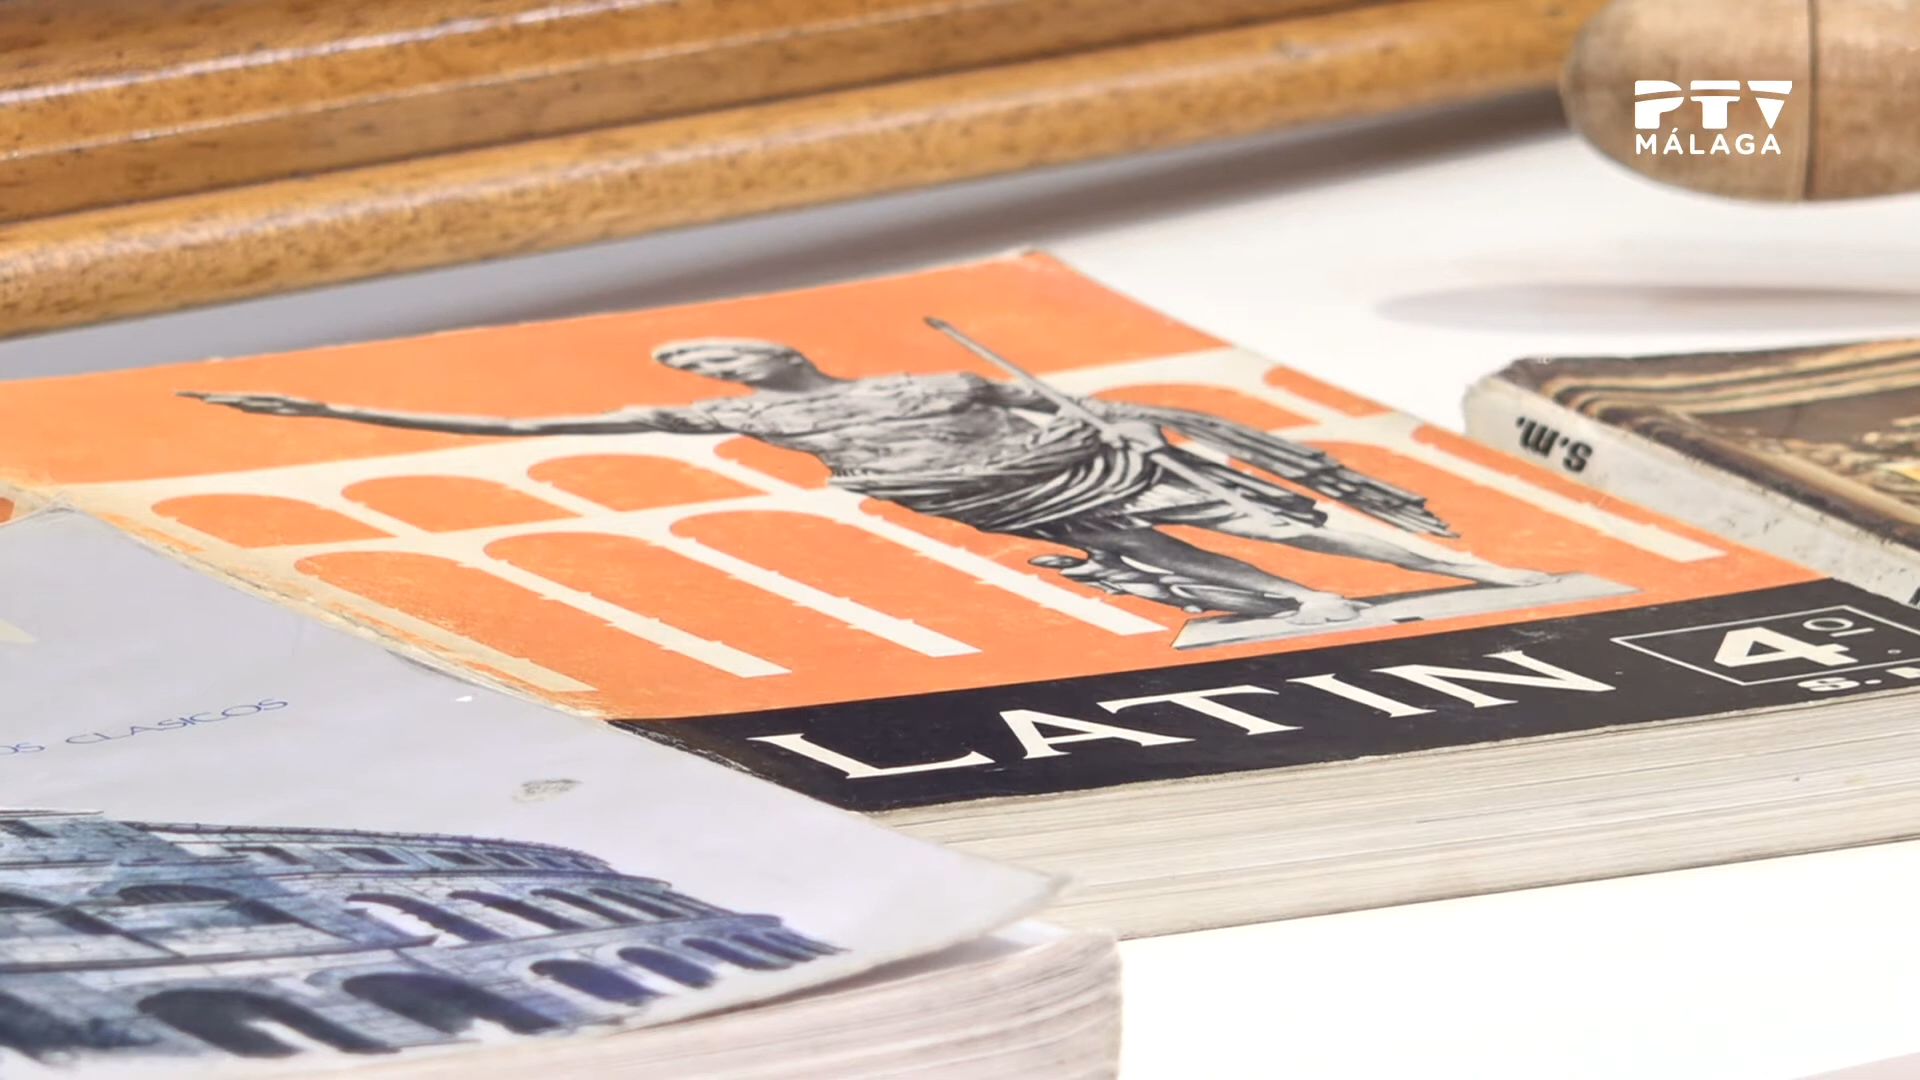 PTV
MÁLAGA
s.m.
LATIN
4º
CLASICOS